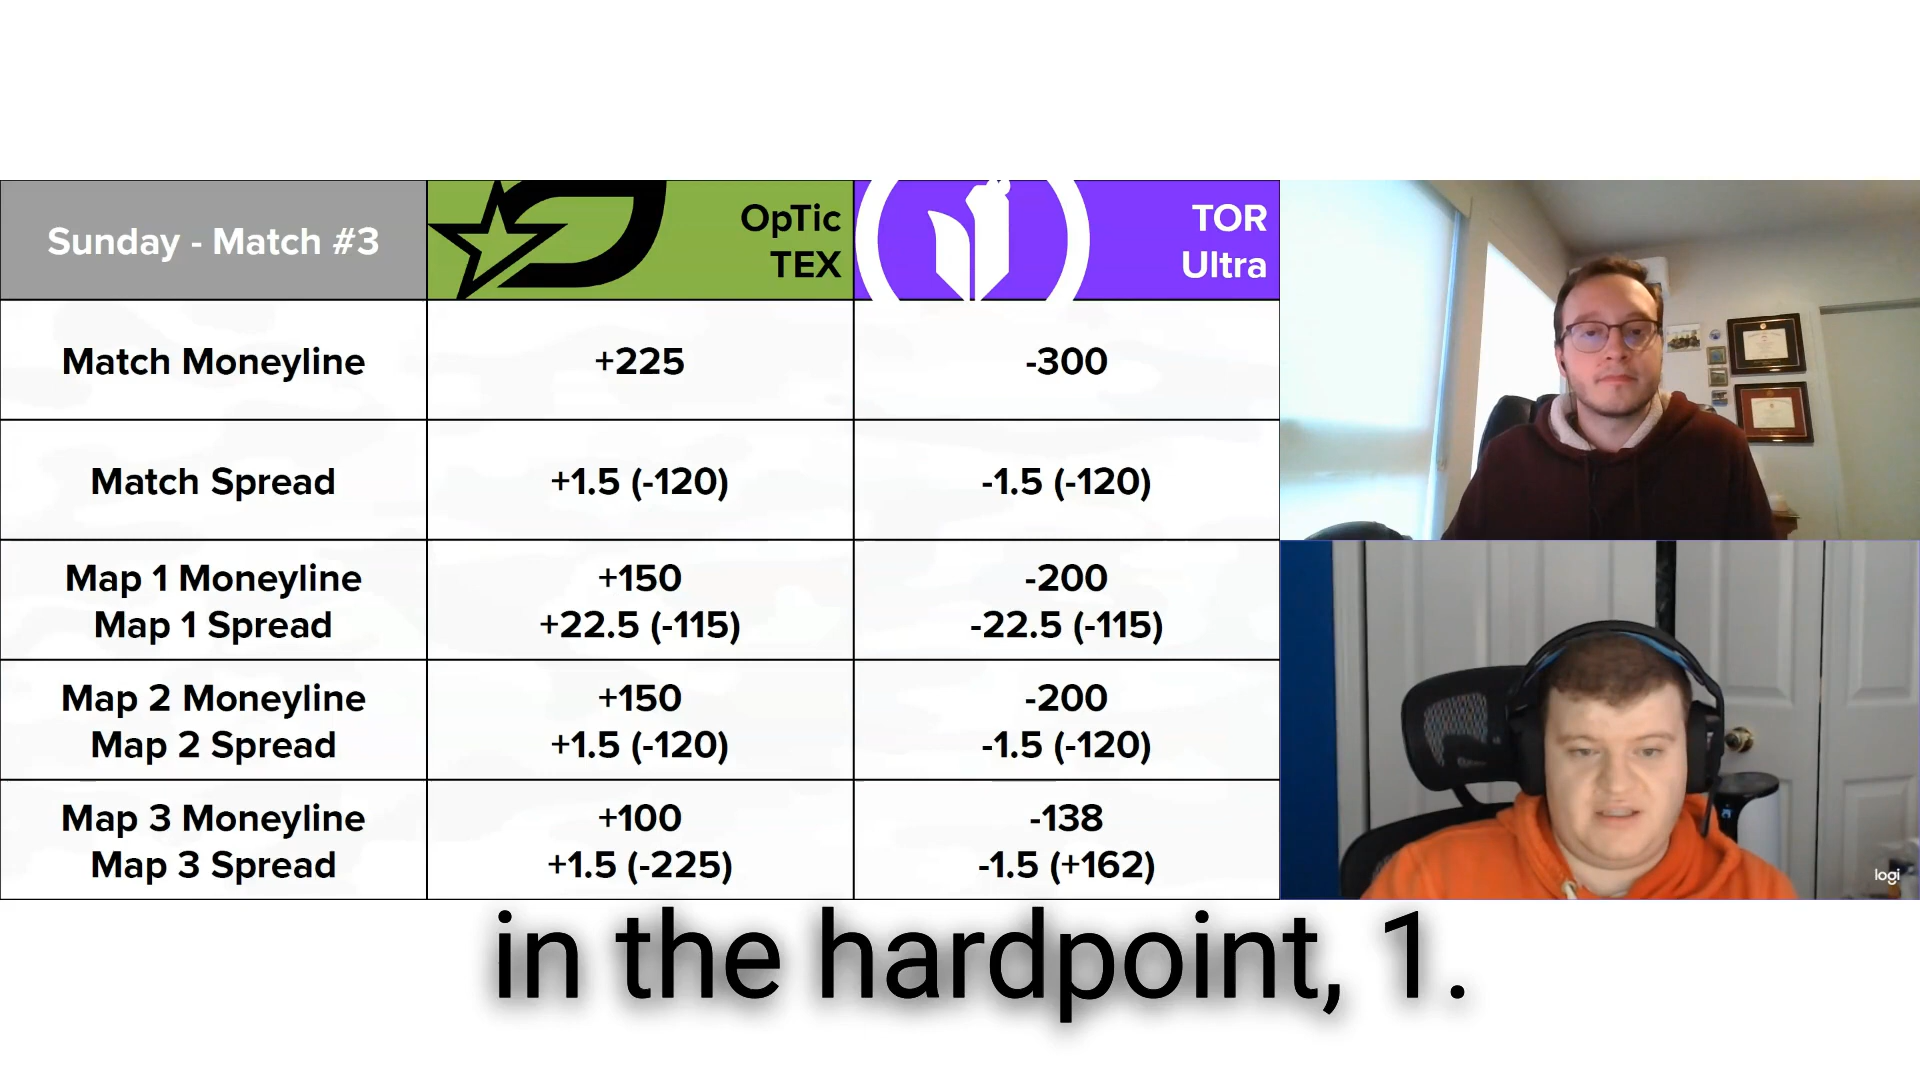 Sunday - Match #3
OpTic
TEX
TOR
Ultra
Match Moneyline
+225
-300
Match Spread
+1.5 (-120)
-1.5 (-120)
Map 1 Moneyline
Map 1 Spread
+150
+22.5 (-115)
-200
-22.5 (-115)
Map 2 Moneyline
Map 2 Spread
+150
+1.5 (-120)
-200
-1.5 (-120)
Map 3 Moneyline
Map 3 Spread
+100
+1.5 (-225)
-138
-1.5 (+162)
logi
in the hardpoint, 1.